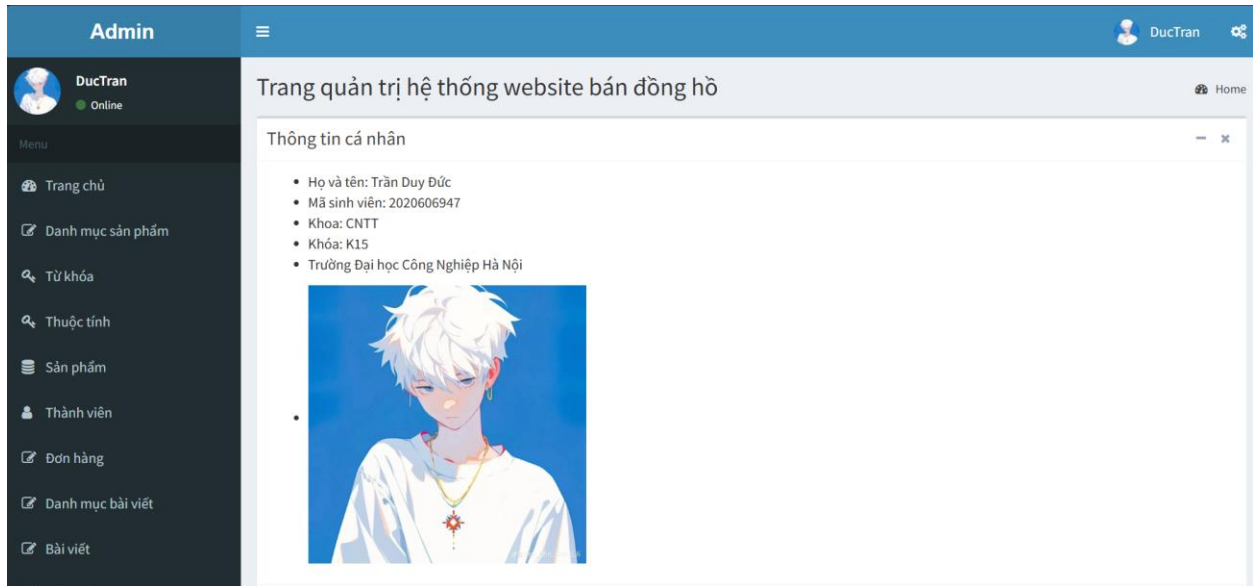 Admin
DucTran
DucTran
Online
Trang quản trị hệ thống website bán đồng hồ
Home
Menu
Thông tin cá nhân
Trang chủ
Danh mục sản phẩm
Từ khóa
Thuộc tính
Sản phẩm
Thành viên
Đơn hàng
Danh mục bài viết
Bài viết
Họ và tên: Trần Duy Đức
Mã sinh viên: 2020606947
Khoa: CNTT
Khóa: K15
Trường Đại học Công Nghiệp Hà Nội